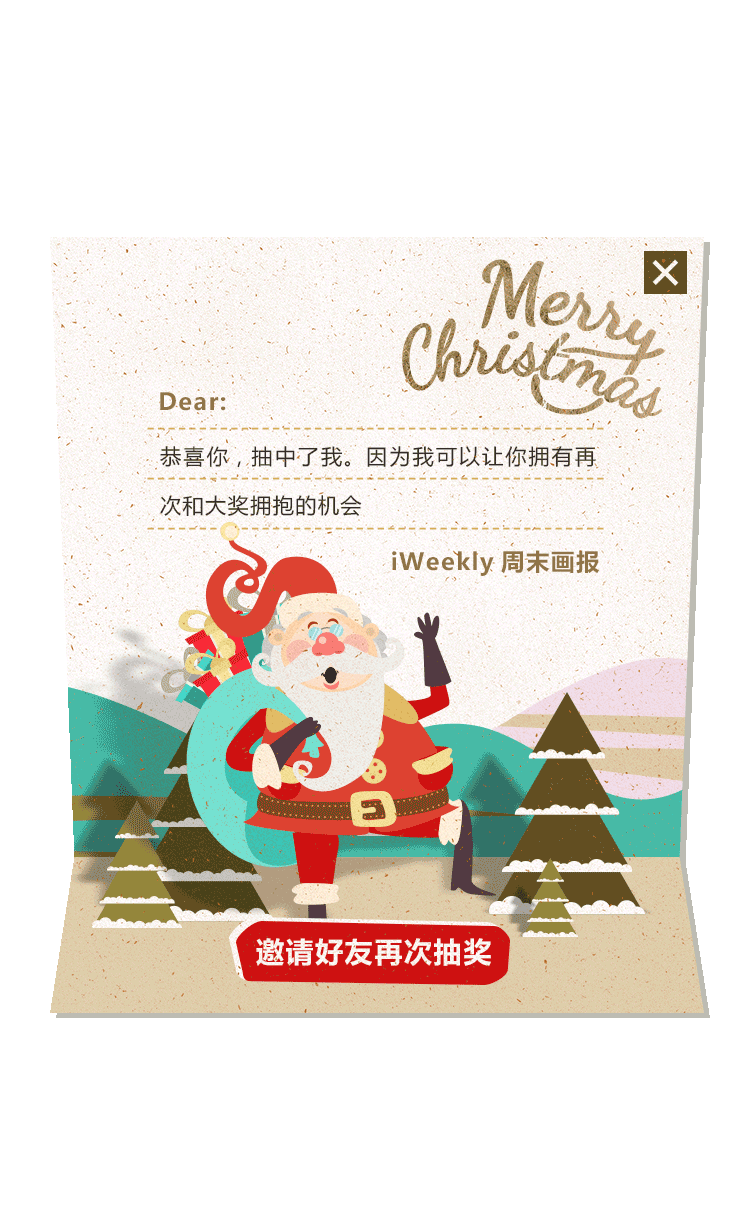 Merry
Christmas
Dear:
恭喜你，抽中了我。因为我可以让你拥有再
次和大奖拥抱的机会
iWeekly 周末画报
邀请好友再次抽奖